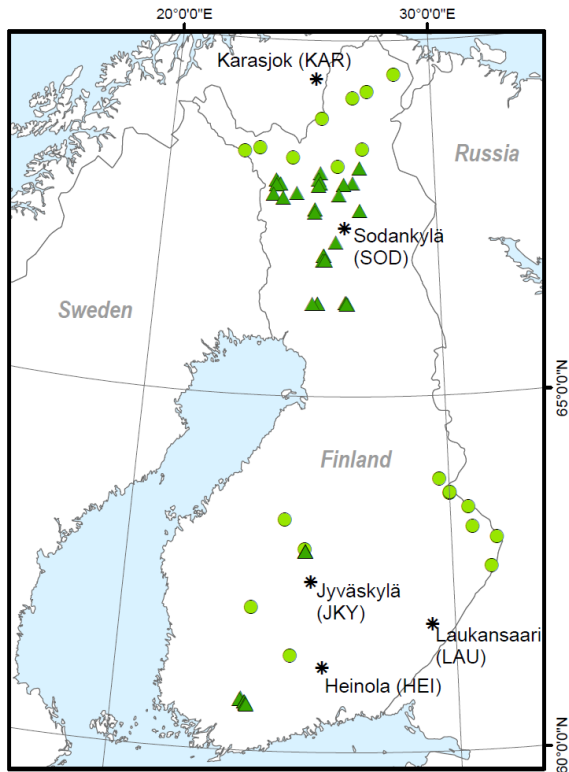 20°0'0"E
30°0'0"E
Karasjok (KAR)
Russia
Sodankylä
(SOD)
Sweden
65°0'0"N
Finland
Jyväskylä
(JKY)
Laukansaari
(LAU)
Heinola (HEI)
60°0'0"N